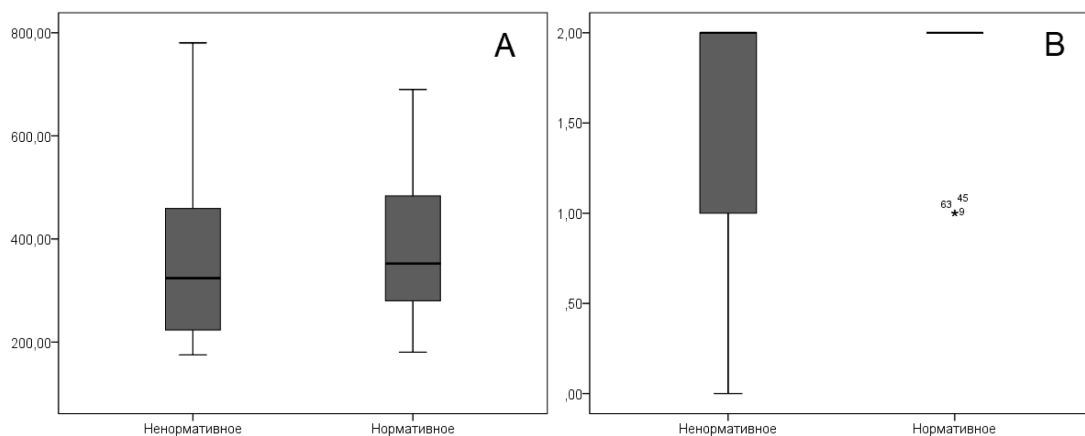 A
800,00
600,00
400,00
200,00
Ненормативное
Нормативное
B
2,00
1,50
1,00
,50
,00
63 45
*9
Ненормативное
Нормативное